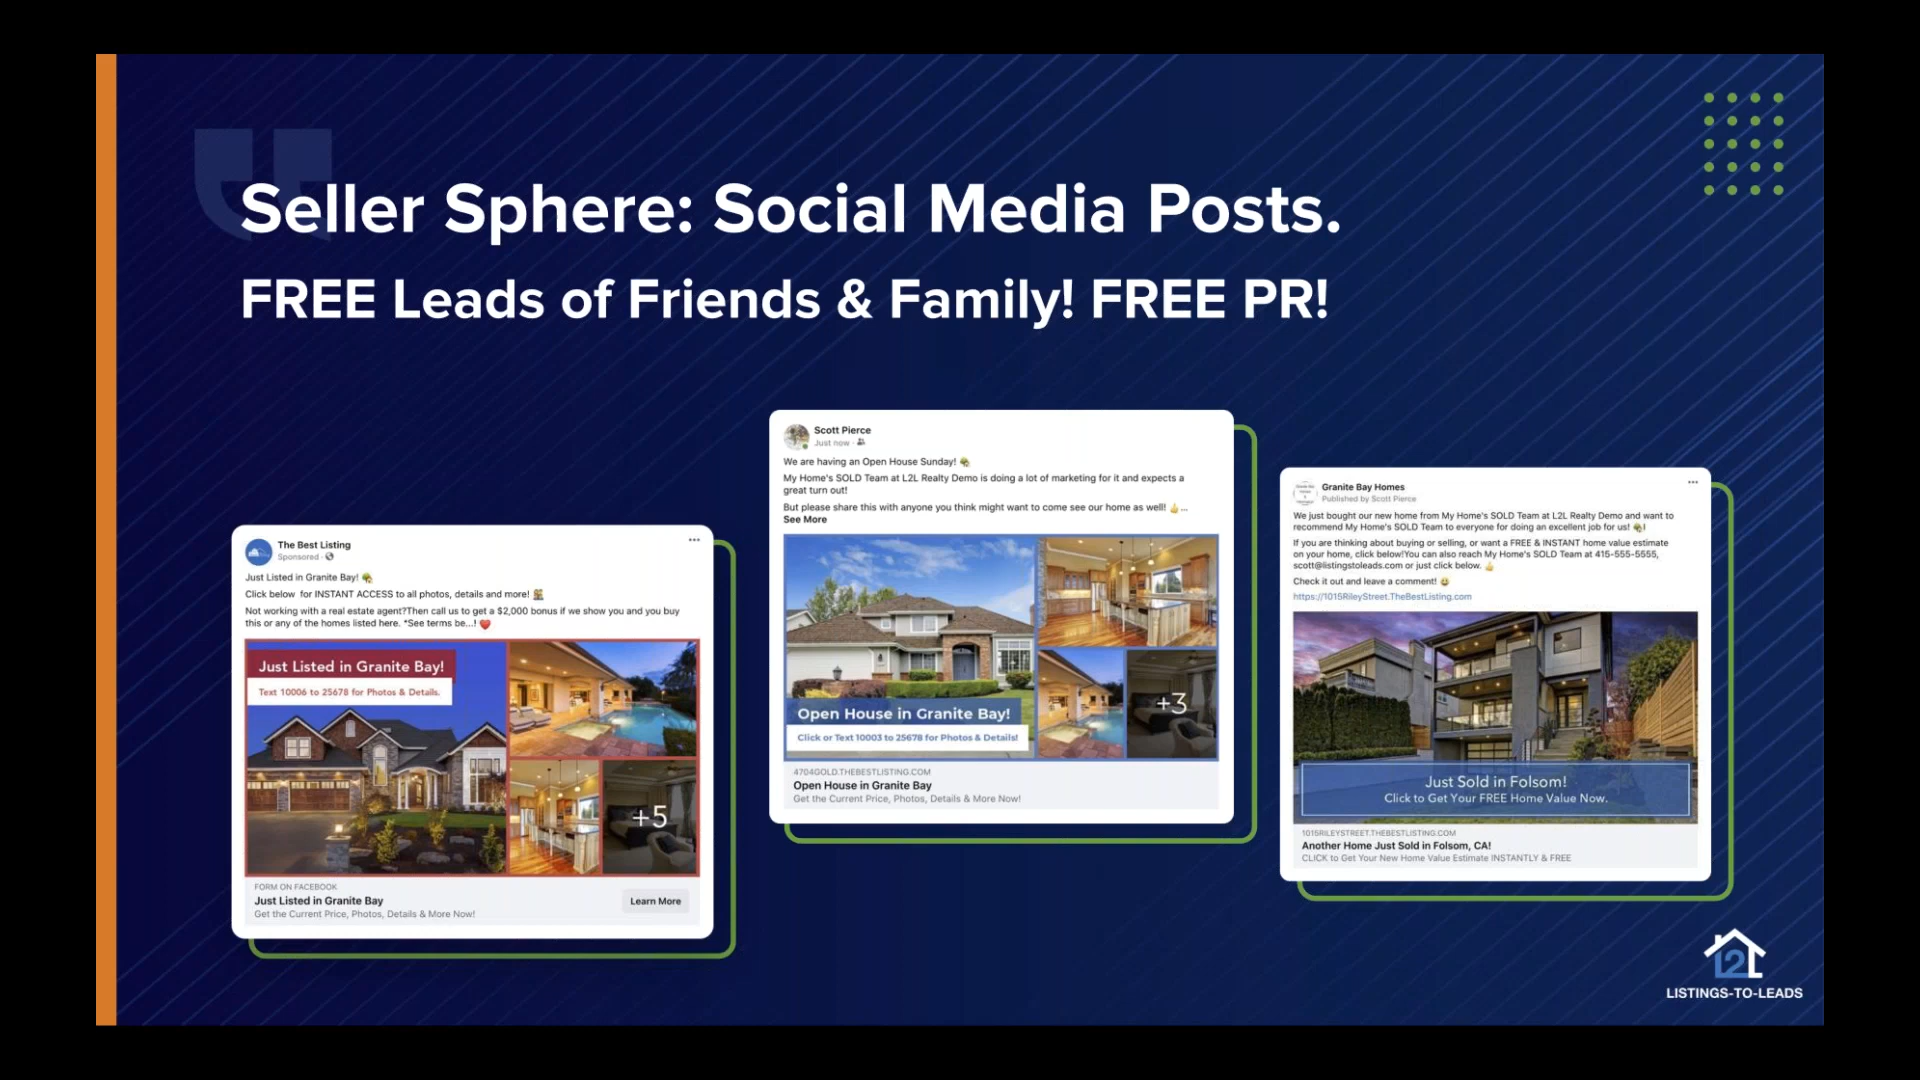 Seller Sphere: Social Media Posts.
FREE Leads of Friends & Family! FREE PR!
The Best Listing
Sponsored ·
Just Listed in Granite Bay!
Click below for INSTANT ACCESS to all photos, details and more!
Not working with a real estate agent?Then call us to get a $2,000 bonus if we show you and you buy
this or any of the homes listed here. *See terms be...!
Just Listed in Granite Bay!
Text 10006 to 25678 for Photos & Details.
+5
FORM ON FACEBOOK
Just Listed in Granite Bay
Get the Current Price, Photos, Details & More Now!
Learn More
Scott Pierce
Just now ·
We are having an Open House Sunday!
My Home's SOLD Team at L2L Realty Demo is doing a lot of marketing for it and expects a
great turn out!
But please share this with anyone you think might want to come see our home as well! ...
See More
Open House in Granite Bay!
Click or Text 10003 to 25678 for Photos & Details!
+3
4704GOLD.THEBESTLISTING.COM
Open House in Granite Bay
Get the Current Price, Photos, Details & More Now!
Granite Bay Homes
Published by Scott Pierce
We just bought our new home from My Home's SOLD Team at L2L Realty Demo and want to
recommend My Home's SOLD Team to everyone for doing an excellent job for us! !
If you are thinking about buying or selling, or want a FREE & INSTANT home value estimate
on your home, click below!You can also reach My Home's SOLD Team at 415-555-5555,
scott@listingstoleads.com or just click below.
Check it out and leave a comment!
https://1015RileyStreet.TheBestListing.com
Just Sold in Folsom!
Click to Get Your FREE Home Value Now.
1015RILEYSTREET.THEBESTLISTING.COM
Another Home Just Sold in Folsom, CA!
CLICK to Get Your New Home Value Estimate INSTANTLY & FREE
L2L
LISTINGS-TO-LEADS